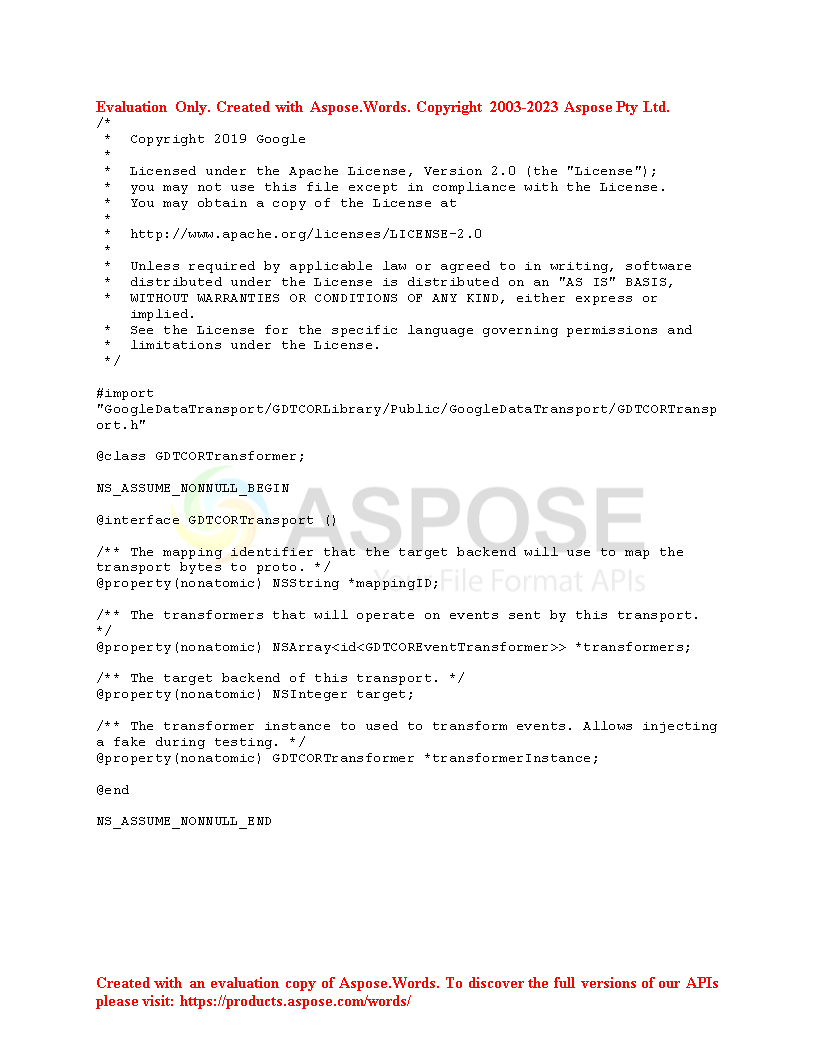 Evaluation Only. Created with Aspose.Words. Copyright 2003-2023 Aspose Pty Ltd.
/*
 * Copyright 2019 Google
 *
 * Licensed under the Apache License, Version 2.0 (the "License");
 * you may not use this file except in compliance with the License.
 * You may obtain a copy of the License at
 *
 * http://www.apache.org/licenses/LICENSE-2.0
 *
 * Unless required by applicable law or agreed to in writing, software
 * distributed under the License is distributed on an "AS IS" BASIS,
 * WITHOUT WARRANTIES OR CONDITIONS OF ANY KIND, either express or
implied.
 * See the License for the specific language governing permissions and
 * limitations under the License.
 */
#import
"GoogleDataTransport/GDTCORLibrary/Public/GoogleDataTransport/GDTCORTransp
ort.h"
@class GDTCORTransformer;
NS_ASSUME_NONNULL_BEGIN
@interface GDTCORTransport ()
ASPOSE
/** The mapping identifier that the target backend will use to map the
transport bytes to proto. */
@property(nonatomic) NSString *mappingID;
Your File Format APIs
/** The transformers that will operate on events sent by this transport.
*/
@property(nonatomic) NSArray<id<GDTCOREventTransformer>> *transformers;
/** The target backend of this transport. */
@property(nonatomic) NSInteger target;
/** The transformer instance to used to transform events. Allows injecting
a fake during testing. */
@property(nonatomic) GDTCORTransformer *transformerInstance;
@end
NS_ASSUME_NONNULL_END
Created with an evaluation copy of Aspose.Words. To discover the full versions of our APIs
please visit: https://products.aspose.com/words/